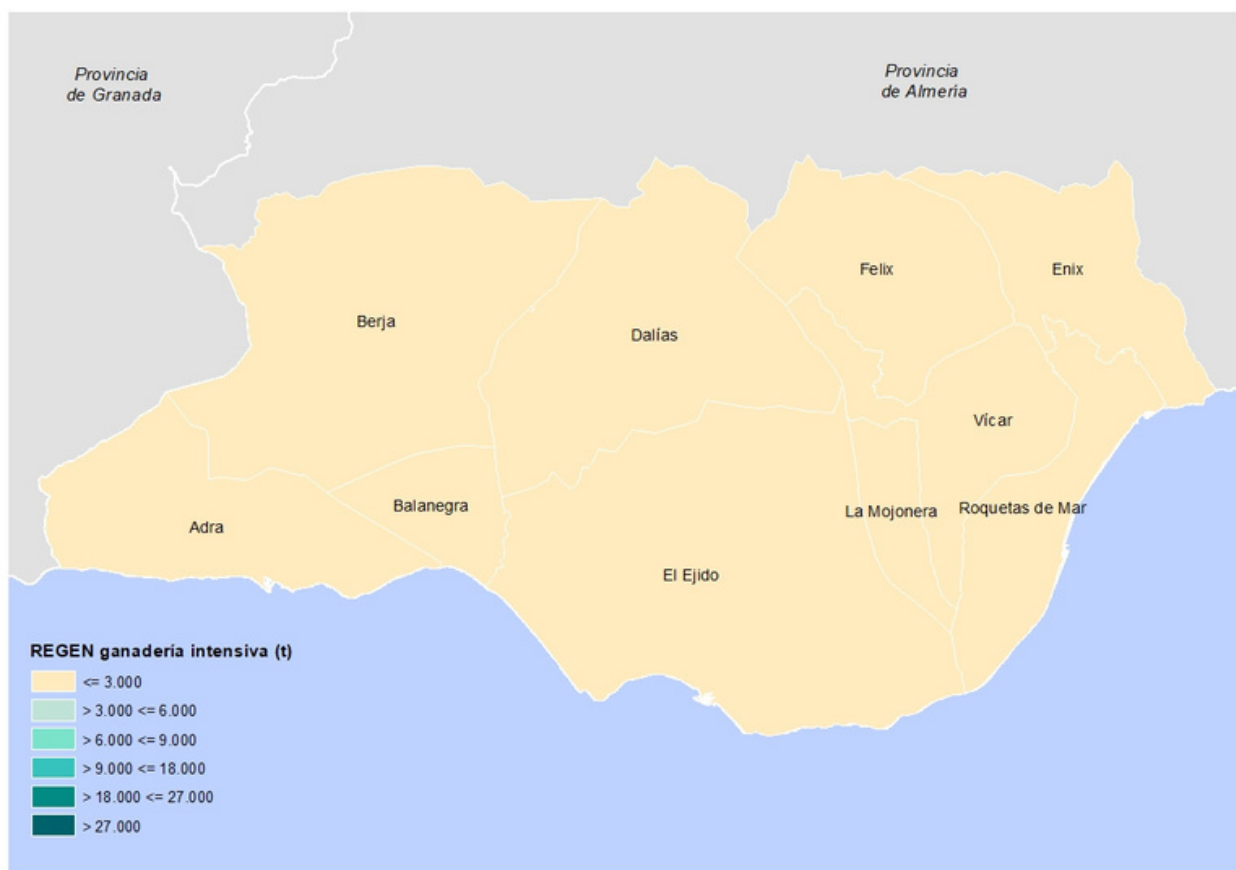 Provincia
de Granada
Provincia
de Almería
Felix
Enix
Berja
Dalías
Vícar
Balanegra
La Mojonera
Roquetas de Mar
Adra
El Ejido
REGEN ganadería intensiva (t)
<= 3.000
> 3.000 <= 6.000
> 6.000 <= 9.000
> 9.000 <= 18.000
> 18.000 <= 27.000
> 27.000